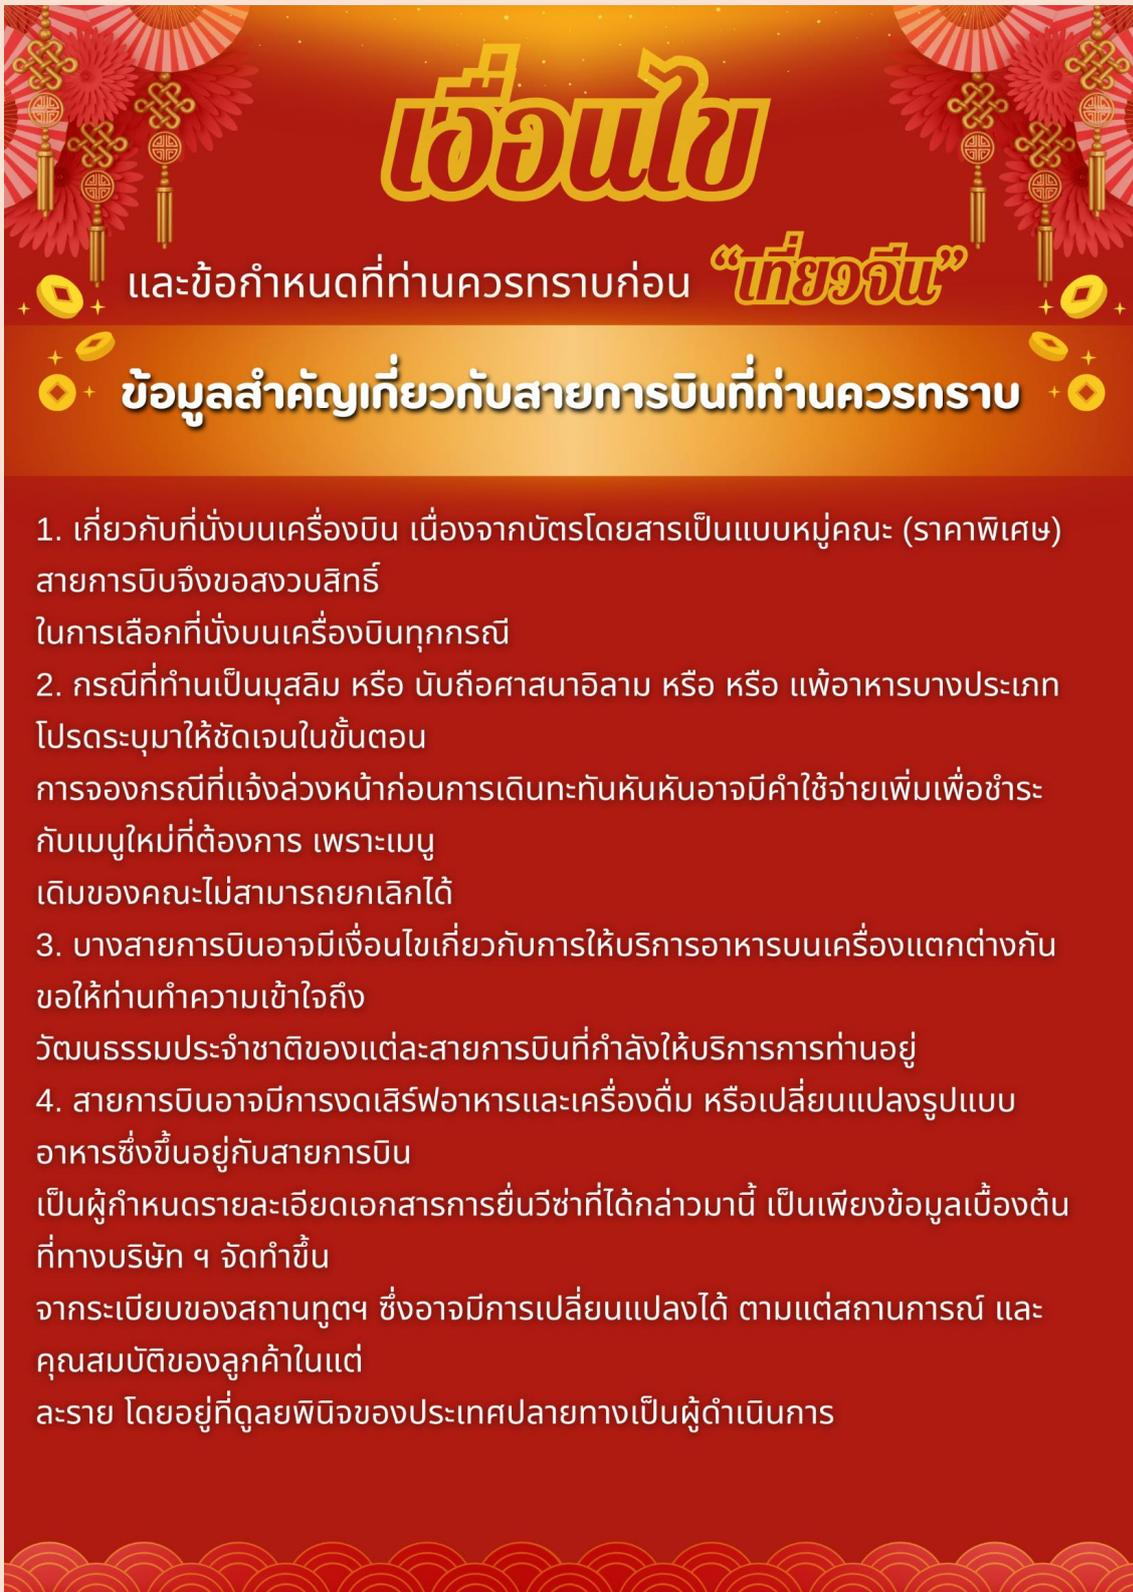 เงื่อนไข
และข้อกำหนดที่ท่านควรทราบก่อน “เที่ยวจีน”
ข้อมูลสำคัญเกี่ยวกับสายการบินที่ท่านควรทราบ
1. เกี่ยวกับที่นั่งบนเครื่องบิน เนื่องจากบัตรโดยสารเป็นแบบหมู่คณะ (ราคาพิเศษ)
สายการบิบจึงขอสงวบสิทธิ์
ในการเลือกที่นั่งบนเครื่องบินทุกกรณี
2. กรณีที่ทำนเป็นมุสลิม หรือ นับถือศาสนาอิลาม หรือ หรือ แพ้อาหารบางประเภท
โปรดระบุมาให้ชัดเจนในขั้นตอน
การจองกรณีที่แจ้งล่วงหน้าก่อนการเดินทะทันหันหันอาจมีคำใช้จ่ายเพิ่มเพื่อชำระ
กับเมนูใหม่ที่ต้องการ เพราะเมนู
เดิมของคณะไม่สามารถยกเลิกได้
3. บางสายการบินอาจมีเงื่อนไขเกี่ยวกับการให้บริการอาหารบนเครื่องแตกต่างกัน
ขอให้ท่านทำความเข้าใจถึง
วัฒนธรรมประจำชาติของแต่ละสายการบินที่กำลังให้บริการการท่านอยู่
4. สายการบินอาจมีการงดเสิร์ฟอาหารและเครื่องดื่ม หรือเปลี่ยนแปลงรูปแบบ
อาหารซึ่งขึ้นอยู่กับสายการบิน
เป็นผู้กำหนดรายละเอียดเอกสารการยื่นวีซ่าที่ได้กล่าวมานี้ เป็นเพียงข้อมูลเบื้องต้น
ที่ทางบริษัท ฯ จัดทำขึ้น
จากระเบียบของสถานทูตฯ ซึ่งอาจมีการเปลี่ยนแปลงได้ ตามแต่สถานการณ์ และ
คุณสมบัติของลูกค้าในแต่
ละราย โดยอยู่ที่ดูลยพินิจของประเทศปลายทางเป็นผู้ดำเนินการ